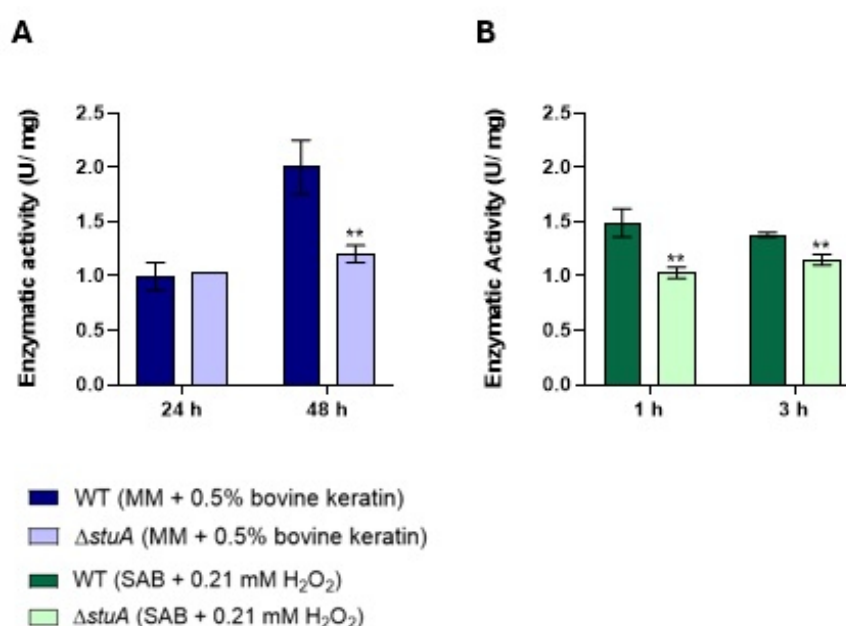 A
B
Enzymatic activity (U/ mg)
2.5
2.0
1.5
1.0
0.5
0.0
**
24 h
48 h
Enzymatic Activity (U/ mg)
2.5
2.0
1.5
1.0
0.5
0.0
**
**
1 h
3 h
WT (MM + 0.5% bovine keratin)
ΔstuA (MM + 0.5% bovine keratin)
WT (SAB + 0.21 mM H₂O₂)
ΔstuA (SAB + 0.21 mM H₂O₂)